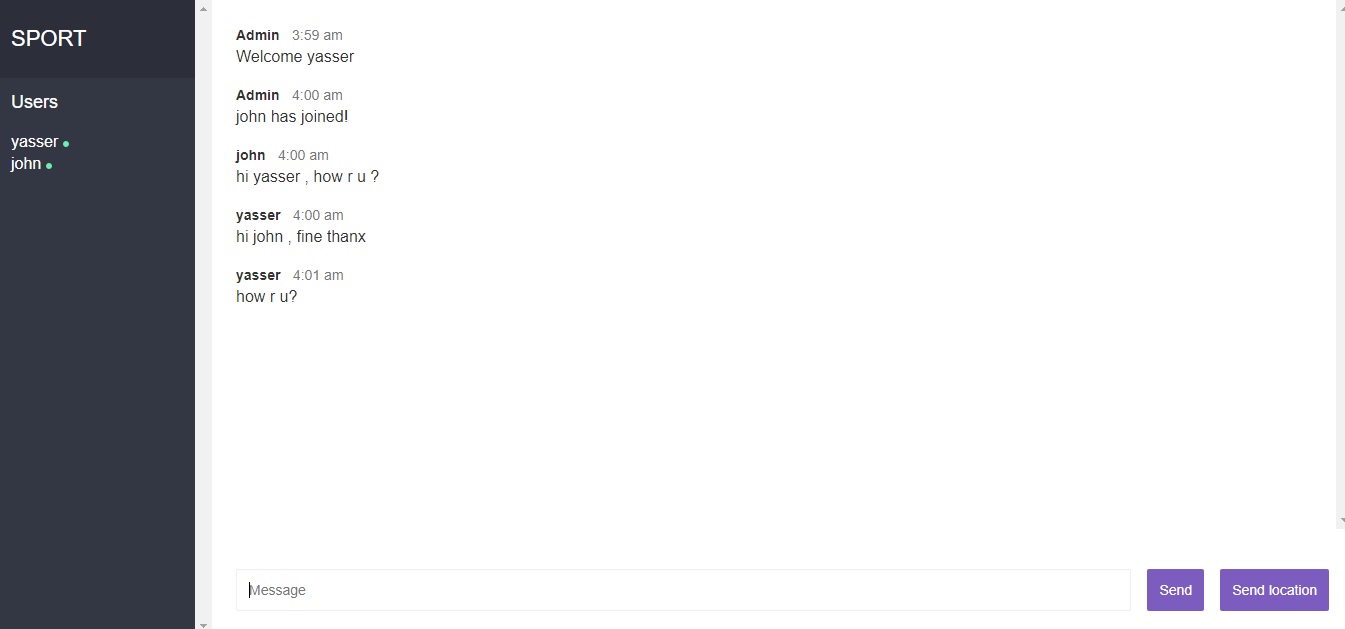 SPORT
Users
yasser
john
Admin 3:59 am
Welcome yasser
Admin 4:00 am
john has joined!
john 4:00 am
hi yasser , how r u ?
yasser 4:00 am
hi john , fine thanx
yasser 4:01 am
how r u?
Message
Send
Send location